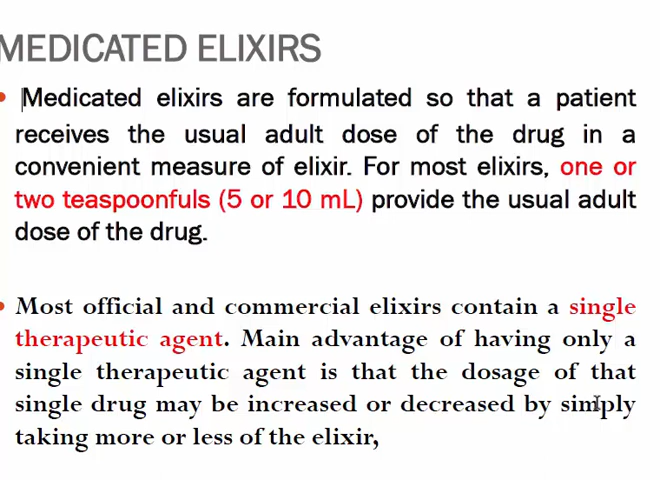 MEDICATED ELIXIRS
• Medicated elixirs are formulated so that a patient
receives the usual adult dose of the drug in a
convenient measure of elixir. For most elixirs, one or
two teaspoonfuls (5 or 10 mL) provide the usual adult
dose of the drug.
• Most official and commercial elixirs contain a single
therapeutic agent. Main advantage of having only a
single therapeutic agent is that the dosage of that
single drug may be increased or decreased by simply
taking more or less of the elixir,